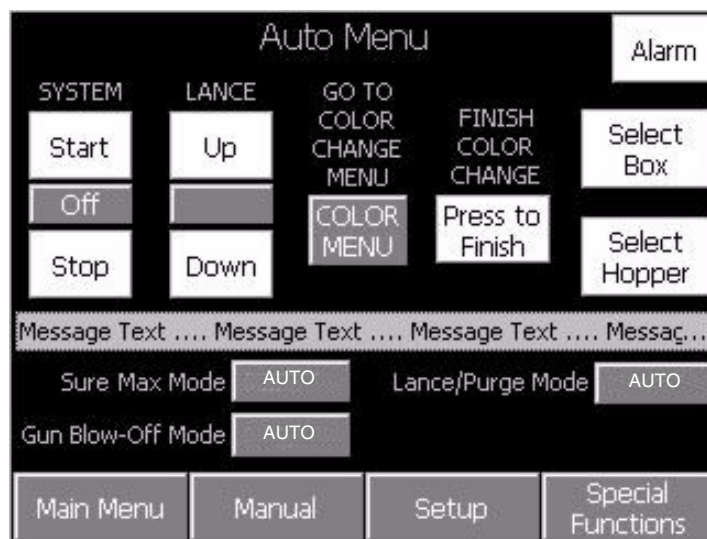 Auto Menu
Alarm
SYSTEM
Start
Off
Stop
LANCE
Up
Down
GO TO
COLOR
CHANGE
MENU
COLOR
MENU
FINISH
COLOR
CHANGE
Press to
Finish
Select
Box
Select
Hopper
Message Text .... Message Text .... Message Text .... Messag...
Sure Max Mode AUTO
Lance/Purge Mode AUTO
Gun Blow-Off Mode AUTO
Main Menu
Manual
Setup
Special
Functions